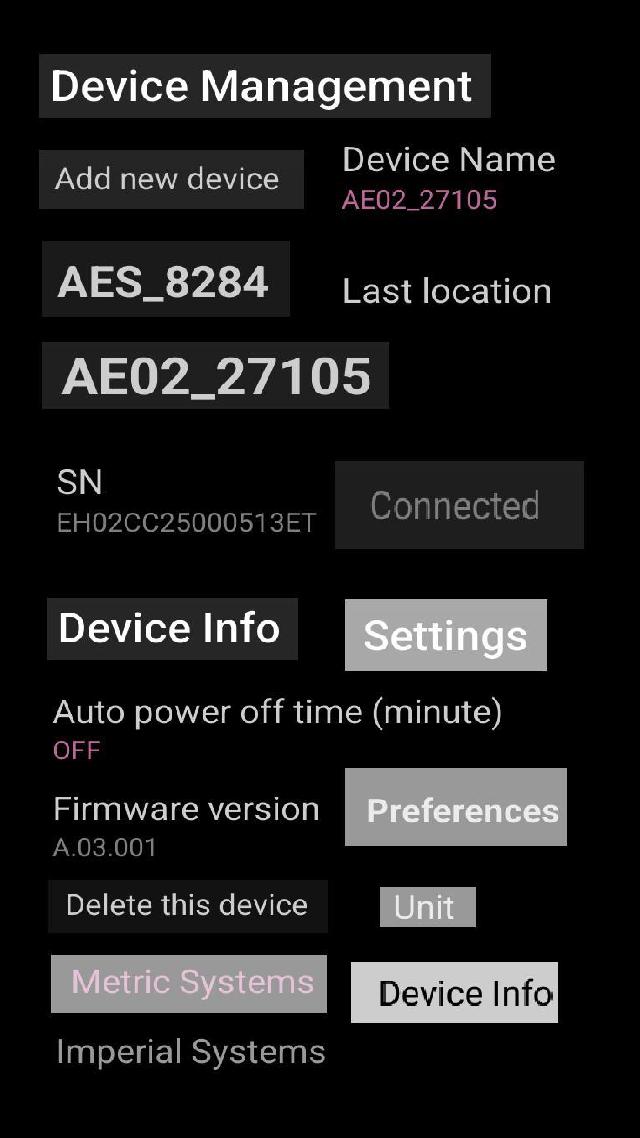 Device Management
Add new device
Device Name
AE02_27105
AES_8284
Last location
AE02_27105
SN
EH02CC25000513ET
Connected
Device Info
Settings
Auto power off time (minute)
OFF
Firmware version
A.03.001
Preferences
Delete this device
Unit
Metric Systems
Device Info
Imperial Systems